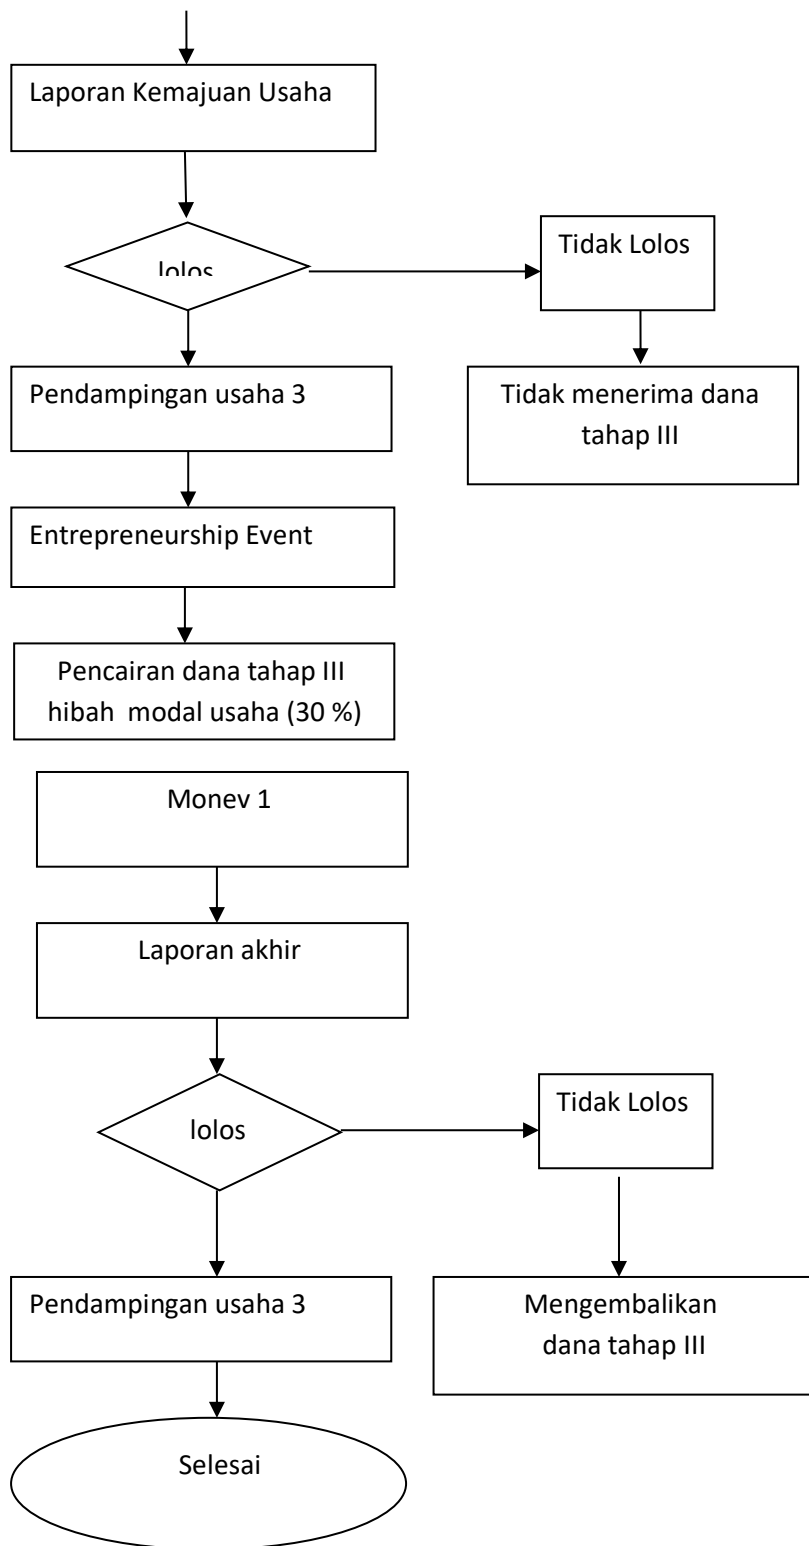 Laporan Kemajuan Usaha
lolos
Tidak Lolos
Pendampingan usaha 3
Tidak menerima dana
tahap III
Entrepreneurship Event
Pencairan dana tahap III
hibah modal usaha (30 %)
Monev 1
Laporan akhir
lolos
Tidak Lolos
Pendampingan usaha 3
Mengembalikan
dana tahap III
Selesai